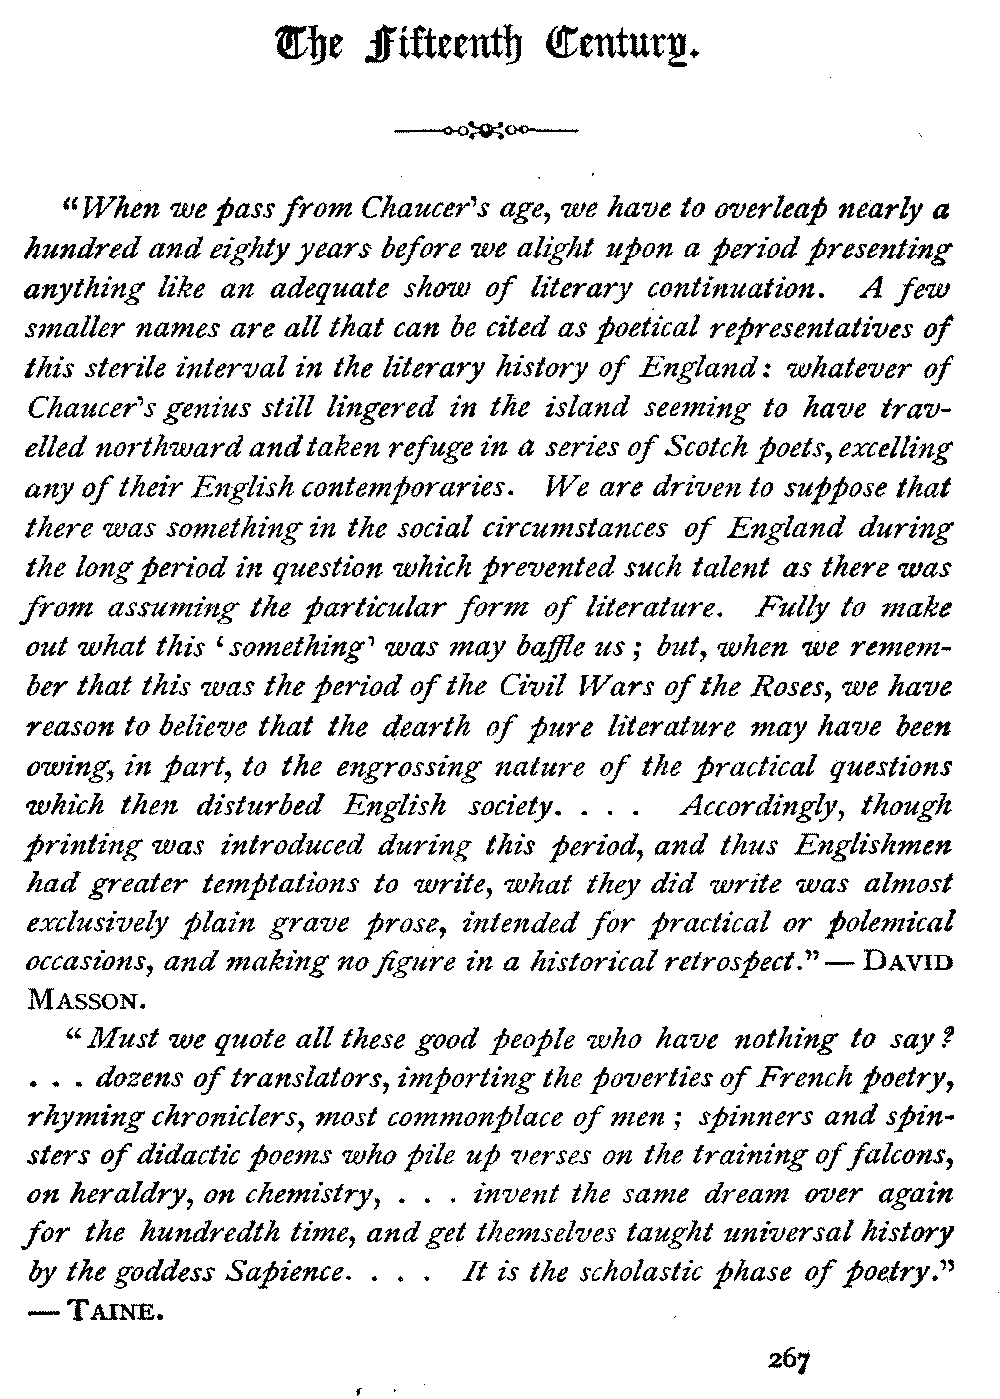 The Fifteenth Century.
"When we pass from Chaucer's age, we have to overleap nearly a
hundred and eighty years before we alight upon a period presenting
anything like an adequate show of literary continuation. A few
smaller names are all that can be cited as poetical representatives of
this sterile interval in the literary history of England: whatever of
Chaucer's genius still lingered in the island seeming to have trav-
elled northward and taken refuge in a series of Scotch poets, excelling
any of their English contemporaries. We are driven to suppose that
there was something in the social circumstances of England during
the long period in question which prevented such talent as there was
from assuming the particular form of literature. Fully to make
out what this 'something' was may baffle us; but, when we remem-
ber that this was the period of the Civil Wars of the Roses, we have
reason to believe that the dearth of pure literature may have been
owing, in part, to the engrossing nature of the practical questions
which then disturbed English society. . . . Accordingly, though
printing was introduced during this period, and thus Englishmen
had greater temptations to write, what they did write was almost
exclusively plain grave prose, intended for practical or polemical
occasions, and making no figure in a historical retrospect."— DAVID
MASSON.
"Must we quote all these good people who have nothing to say?
. . . dozens of translators, importing the poverties of French poetry,
rhyming chroniclers, most commonplace of men; spinners and spin-
sters of didactic poems who pile up verses on the training of falcons,
on heraldry, on chemistry, . . . invent the same dream over again
for the hundredth time, and get themselves taught universal history
by the goddess Sapience. . . . It is the scholastic phase of poetry."
— TAINE.
267